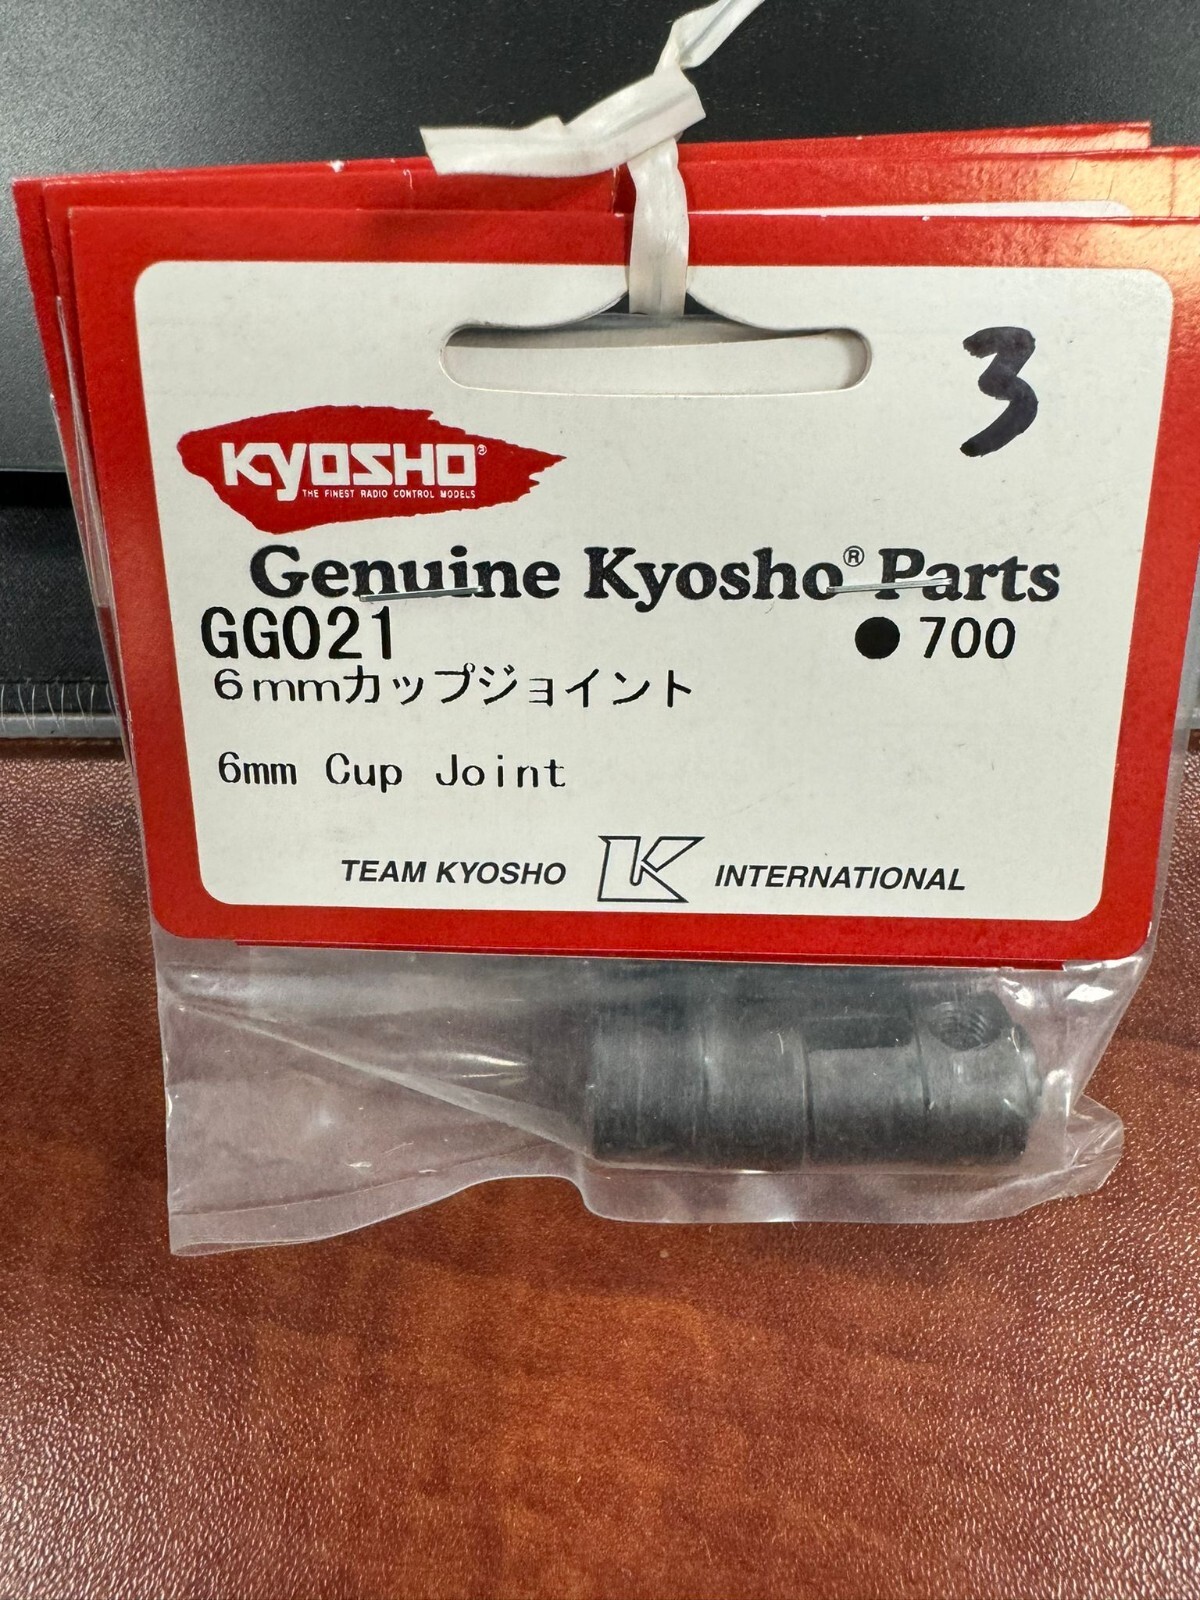 3
KYOSHO®
THE FINEST RADIO CONTROL MODELS
Genuine Kyosho® Parts
GG021 ●700
6mmカップジョイント
6mm Cup Joint
TEAM KYOSHO K INTERNATIONAL